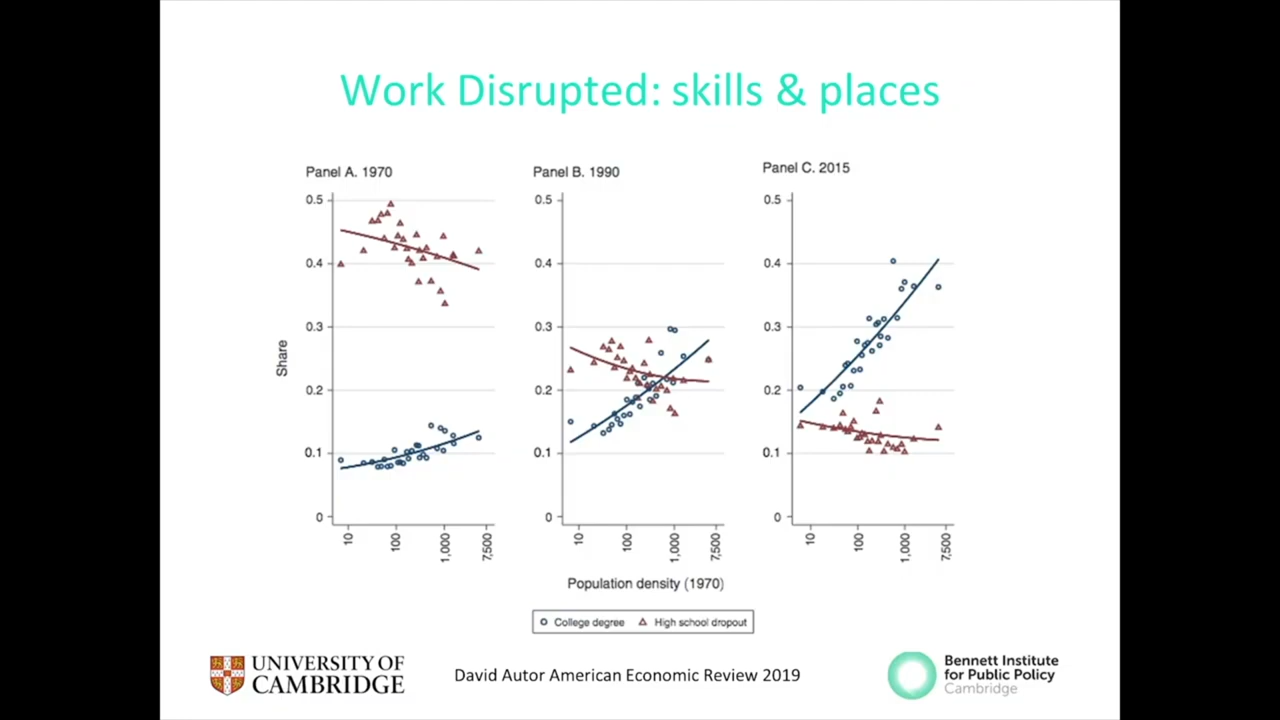 Work Disrupted: skills & places
Panel A. 1970
Panel B. 1990
Panel C. 2015
Share
0.5
0.4
0.3
0.2
0.1
0
10
100
1,000
7,500
0.5
0.4
0.3
0.2
0.1
0
10
100
1,000
7,500
0.5
0.4
0.3
0.2
0.1
0
10
100
1,000
7,500
Population density (1970)
College degree
High school dropout
UNIVERSITY OF
CAMBRIDGE
David Autor American Economic Review 2019
Bennett Institute
for Public Policy
Cambridge